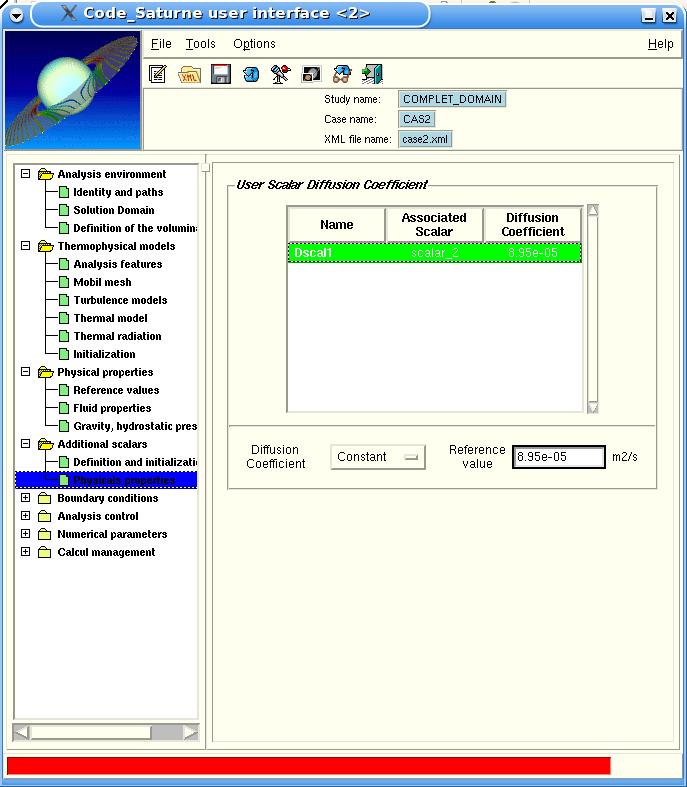 Code_Saturne user interface <2>
File Tools Options Help
XML
Study name: COMPLET_DOMAIN
Case name: CAS2
XML file name: case2.xml
Analysis environment
Identity and paths
Solution Domain
Definition of the volumin
Thermophysical models
Analysis features
Mobil mesh
Turbulence models
Thermal model
Thermal radiation
Initialization
Physical properties
Reference values
Fluid properties
Gravity, hydrostatic pres
Additional scalars
Definition and initializati
Physicals properties
Boundary conditions
Analysis control
Numerical parameters
Calcul management
User Scalar Diffusion Coefficient
Name Associated Scalar Diffusion Coefficient
Dscal1 scalar_2 8.95e-05
Diffusion Coefficient Constant Reference value 8.95e-05 m2/s